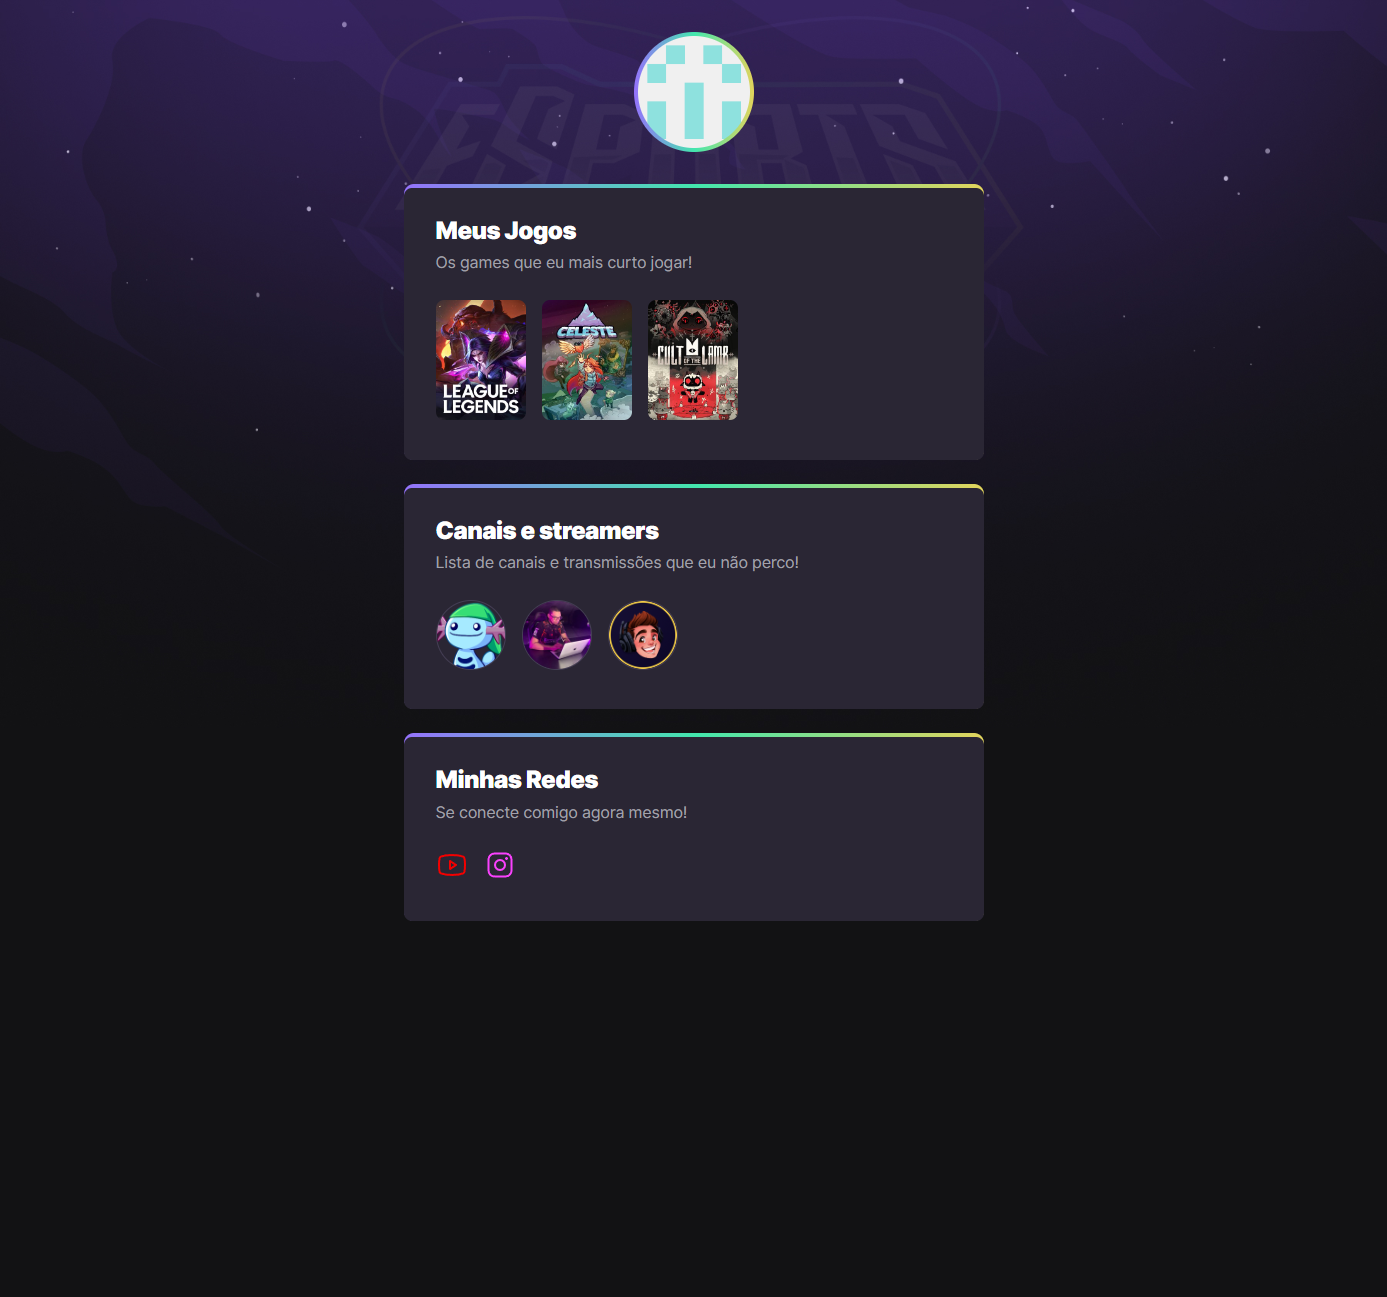 ESPORTS
Meus Jogos
Os games que eu mais curto jogar!
LEAGUE OF
LEGENDS
CELESTE
CULT OF THE LAMB
Canais e streamers
Lista de canais e transmissões que eu não perco!
Minhas Redes
Se conecte comigo agora mesmo!